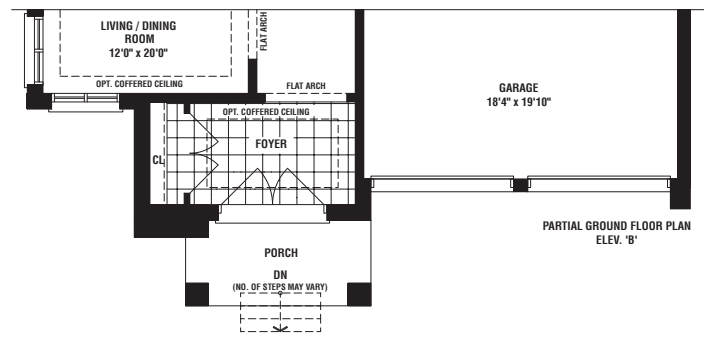 LIVING / DINING
ROOM
12'0" x 20'0"
OPT. COFFERED CEILING
FLAT ARCH
FLAT ARCH
GARAGE
18'4" x 19'10"
OPT. COFFERED CEILING
FOYER
CL
PORCH
DN
(NO. OF STEPS MAY VARY)
PARTIAL GROUND FLOOR PLAN
ELEV. 'B'